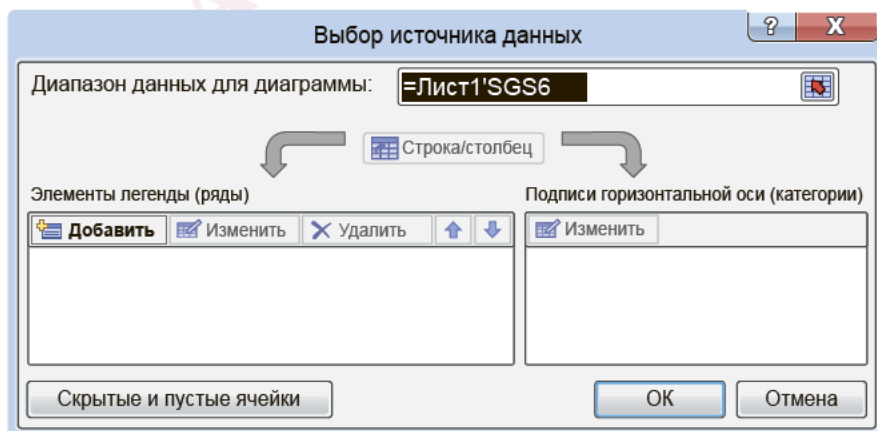 Выбор источника данных
? X
Диапазон данных для диаграммы: =Лист1'SGS6
Строка/столбец
Элементы легенды (ряды)
Подписи горизонтальной оси (категории)
Добавить Изменить Удалить
Изменить
Скрытые и пустые ячейки ОК Отмена